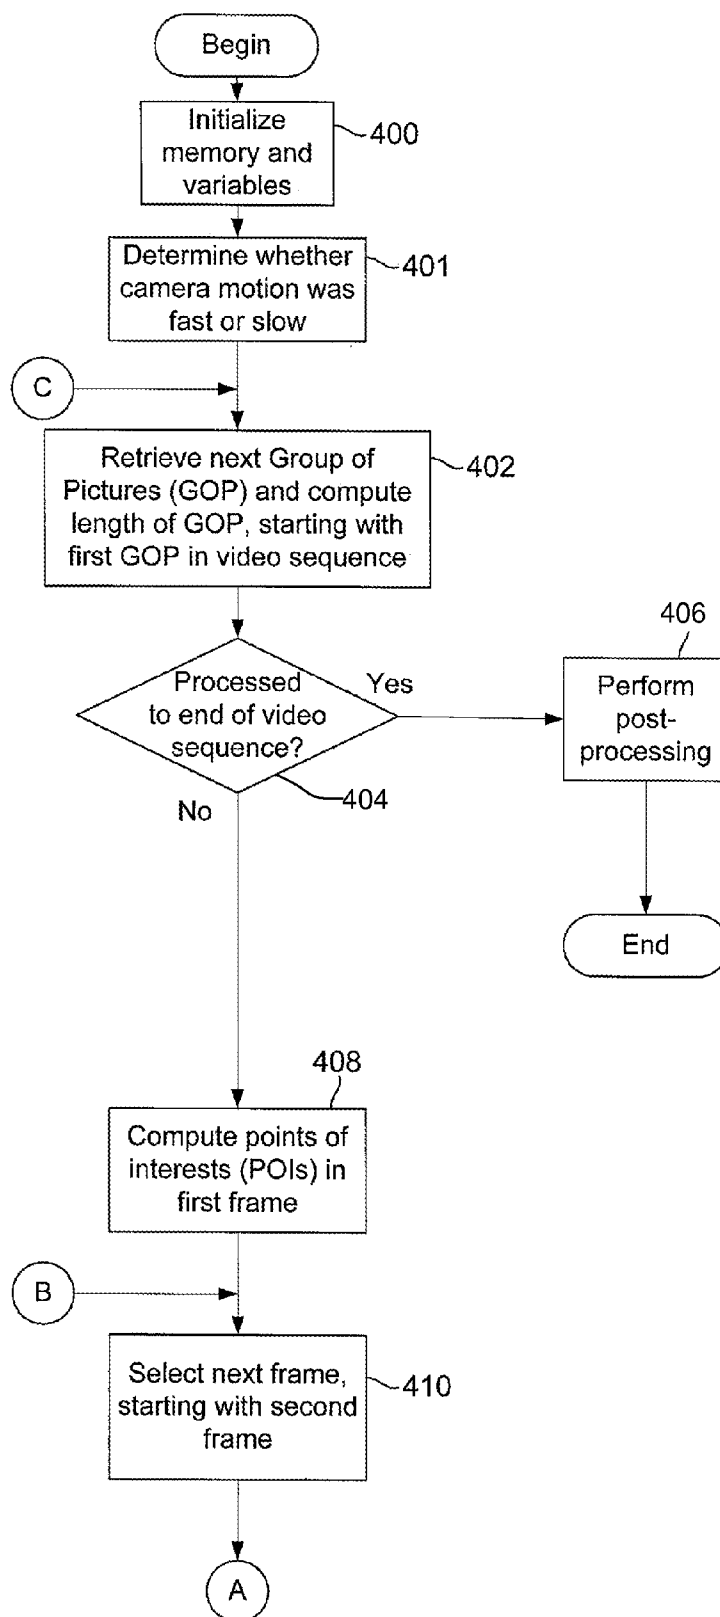 Begin
Initialize
memory and
variables
400
Determine whether
camera motion was
fast or slow
401
C
Retrieve next Group of
Pictures (GOP) and compute
length of GOP, starting with
first GOP in video sequence
402
Processed
to end of video
sequence?
Yes
404
No
406
Perform
post-
processing
End
408
Compute points of
interests (POIs) in
first frame
B
Select next frame,
starting with second
frame
410
A